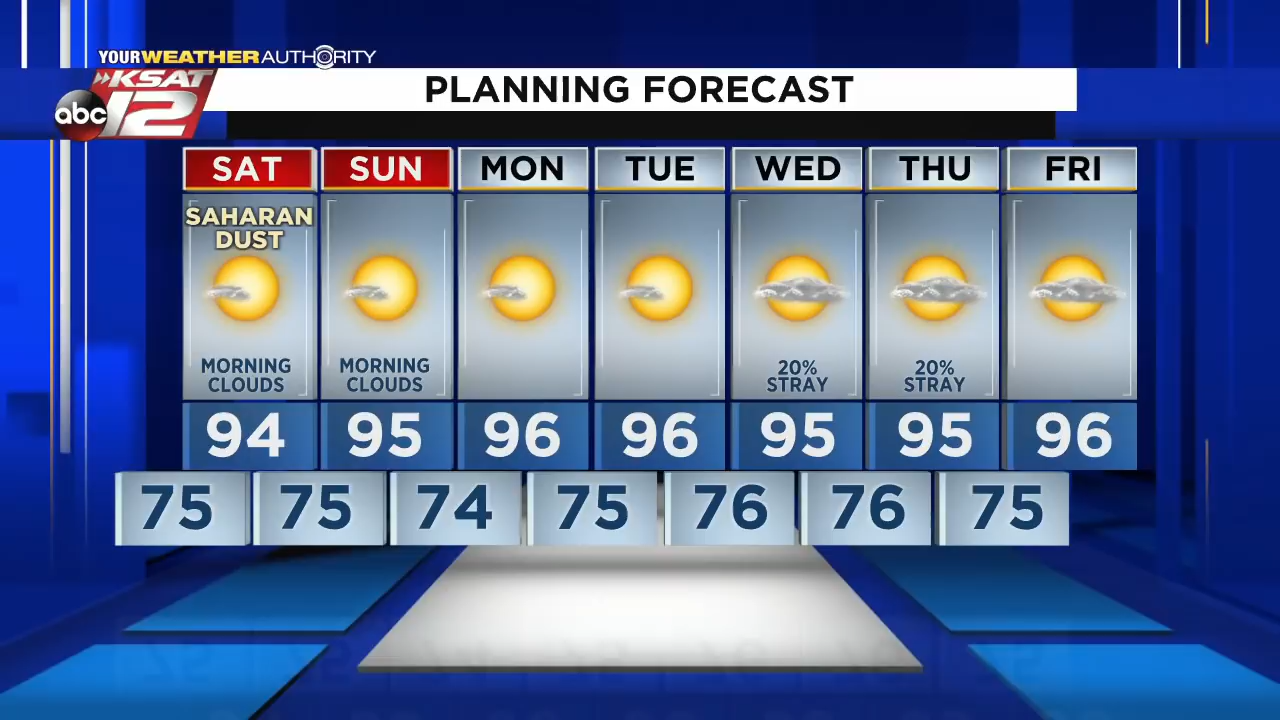 YOURWEATHERAUTHORITY
KSAT
abc 12
PLANNING FORECAST
SAT SUN MON TUE WED THU FRI
SAHARAN
DUST
MORNING
CLOUDS
MORNING
CLOUDS
20%
STRAY
20%
STRAY
94 95 96 96 95 95 96
75 75 74 75 76 76 75